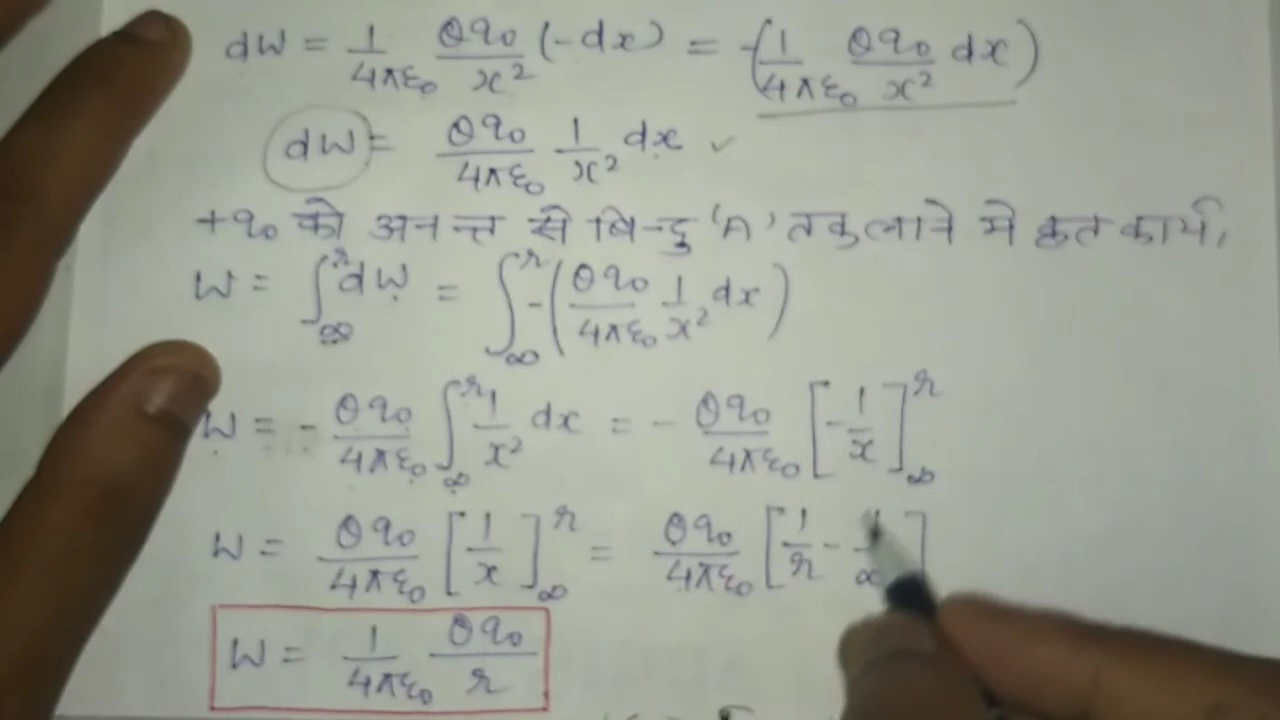 dW = 1/4πε₀ Qq₀/x² (-dx) = -(1/4πε₀ Qq₀/x² dx)
dW = Qq₀/4πε₀ 1/x² dx ✓
+q₀ को अनन्त से बिन्दु 'A' तक लाने मे कृत कार्य,
W = ∫_∞^r dW = ∫_∞^r -(Qq₀/4πε₀ 1/x² dx)
W = - Qq₀/4πε₀ ∫_∞^r 1/x² dx = - Qq₀/4πε₀ [-1/x]_∞^r
W = Qq₀/4πε₀ [1/x]_∞^r = Qq₀/4πε₀ [1/r - 1/∞]
W = 1/4πε₀ Qq₀/r